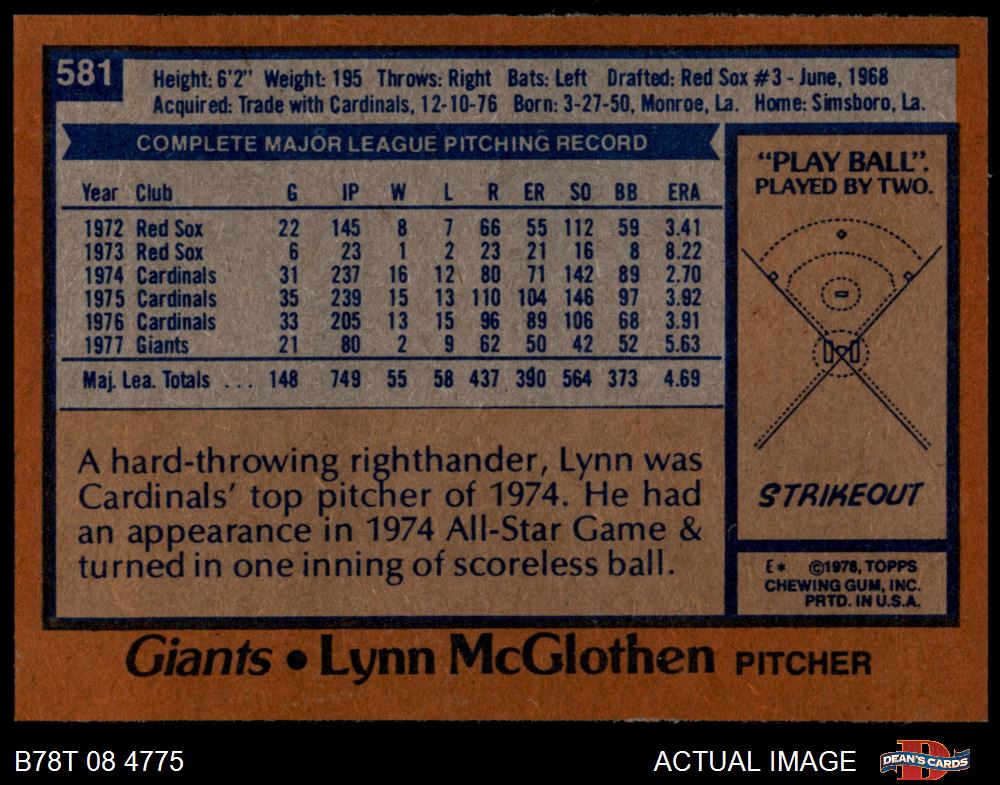 581
Height: 6'2" Weight: 195 Throws: Right Bats: Left Drafted: Red Sox #3 - June, 1968
Acquired: Trade with Cardinals, 12-10-76 Born: 3-27-50, Monroe, La. Home: Simsboro, La.
COMPLETE MAJOR LEAGUE PITCHING RECORD
Year Club G IP W L R ER SO BB ERA
1972 Red Sox 22 145 8 7 66 55 112 59 3.41
1973 Red Sox 6 23 1 2 23 21 16 8 8.22
1974 Cardinals 31 237 16 12 80 71 142 89 2.70
1975 Cardinals 35 239 15 13 110 104 146 97 3.92
1976 Cardinals 33 205 13 15 96 89 106 68 3.91
1977 Giants 21 80 2 9 62 50 42 52 5.63
Maj. Lea. Totals ... 148 749 55 58 437 390 564 373 4.69
A hard-throwing righthander, Lynn was
Cardinals' top pitcher of 1974. He had
an appearance in 1974 All-Star Game &
turned in one inning of scoreless ball.
"PLAY BALL".
PLAYED BY TWO.
STRIKEOUT
E* ©1978, TOPPS
CHEWING GUM, INC.
PRTD. IN U.S.A.
Giants • Lynn McGlothen PITCHER
B78T 08 4775
ACTUAL IMAGE
D
DEAN'S CARDS